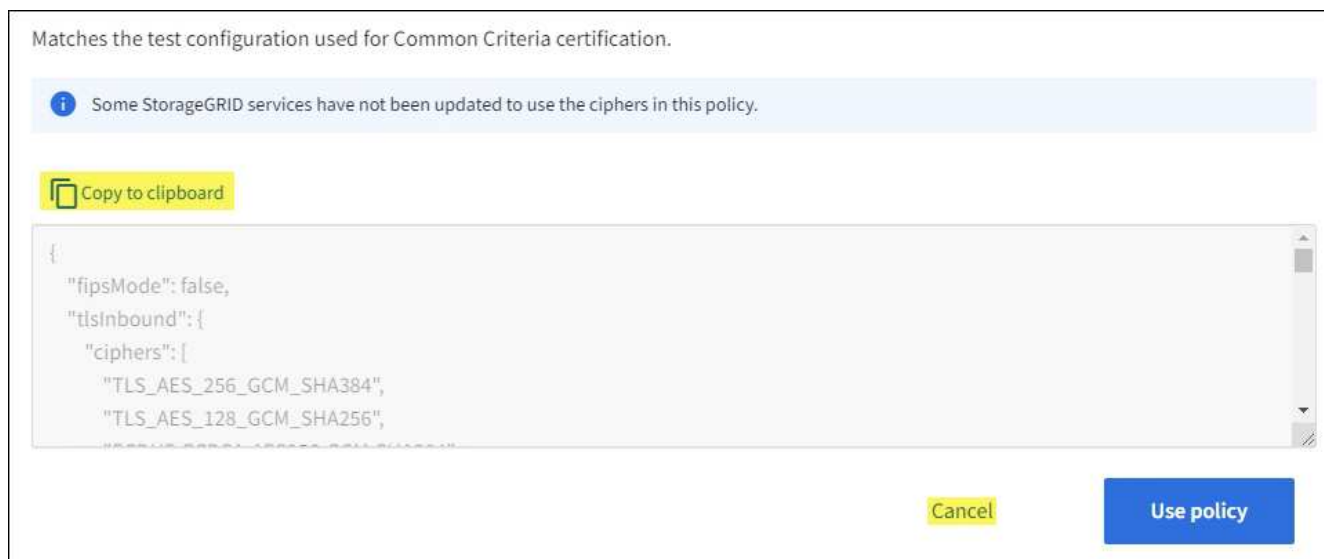 Matches the test configuration used for Common Criteria certification.
Some StorageGRID services have not been updated to use the ciphers in this policy.
Copy to clipboard
{
"fipsMode": false,
"tlsInbound": {
"ciphers": [
"TLS_AES_256_GCM_SHA384",
"TLS_AES_128_GCM_SHA256",
Cancel
Use policy